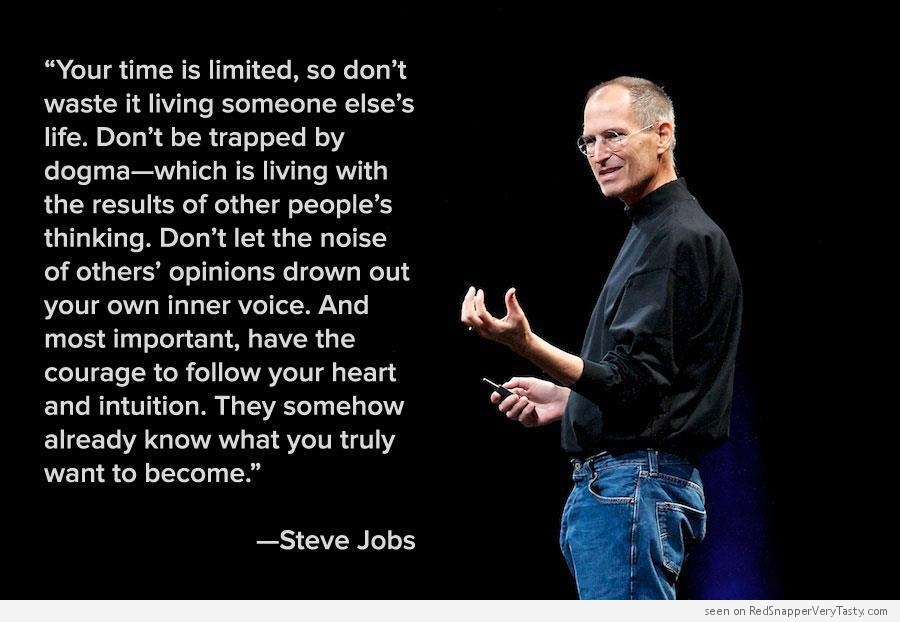 “Your time is limited, so don’t
waste it living someone else’s
life. Don’t be trapped by
dogma—which is living with
the results of other people’s
thinking. Don’t let the noise
of others’ opinions drown out
your own inner voice. And
most important, have the
courage to follow your heart
and intuition. They somehow
already know what you truly
want to become.”
—Steve Jobs
seen on RedSnapperVeryTasty.com